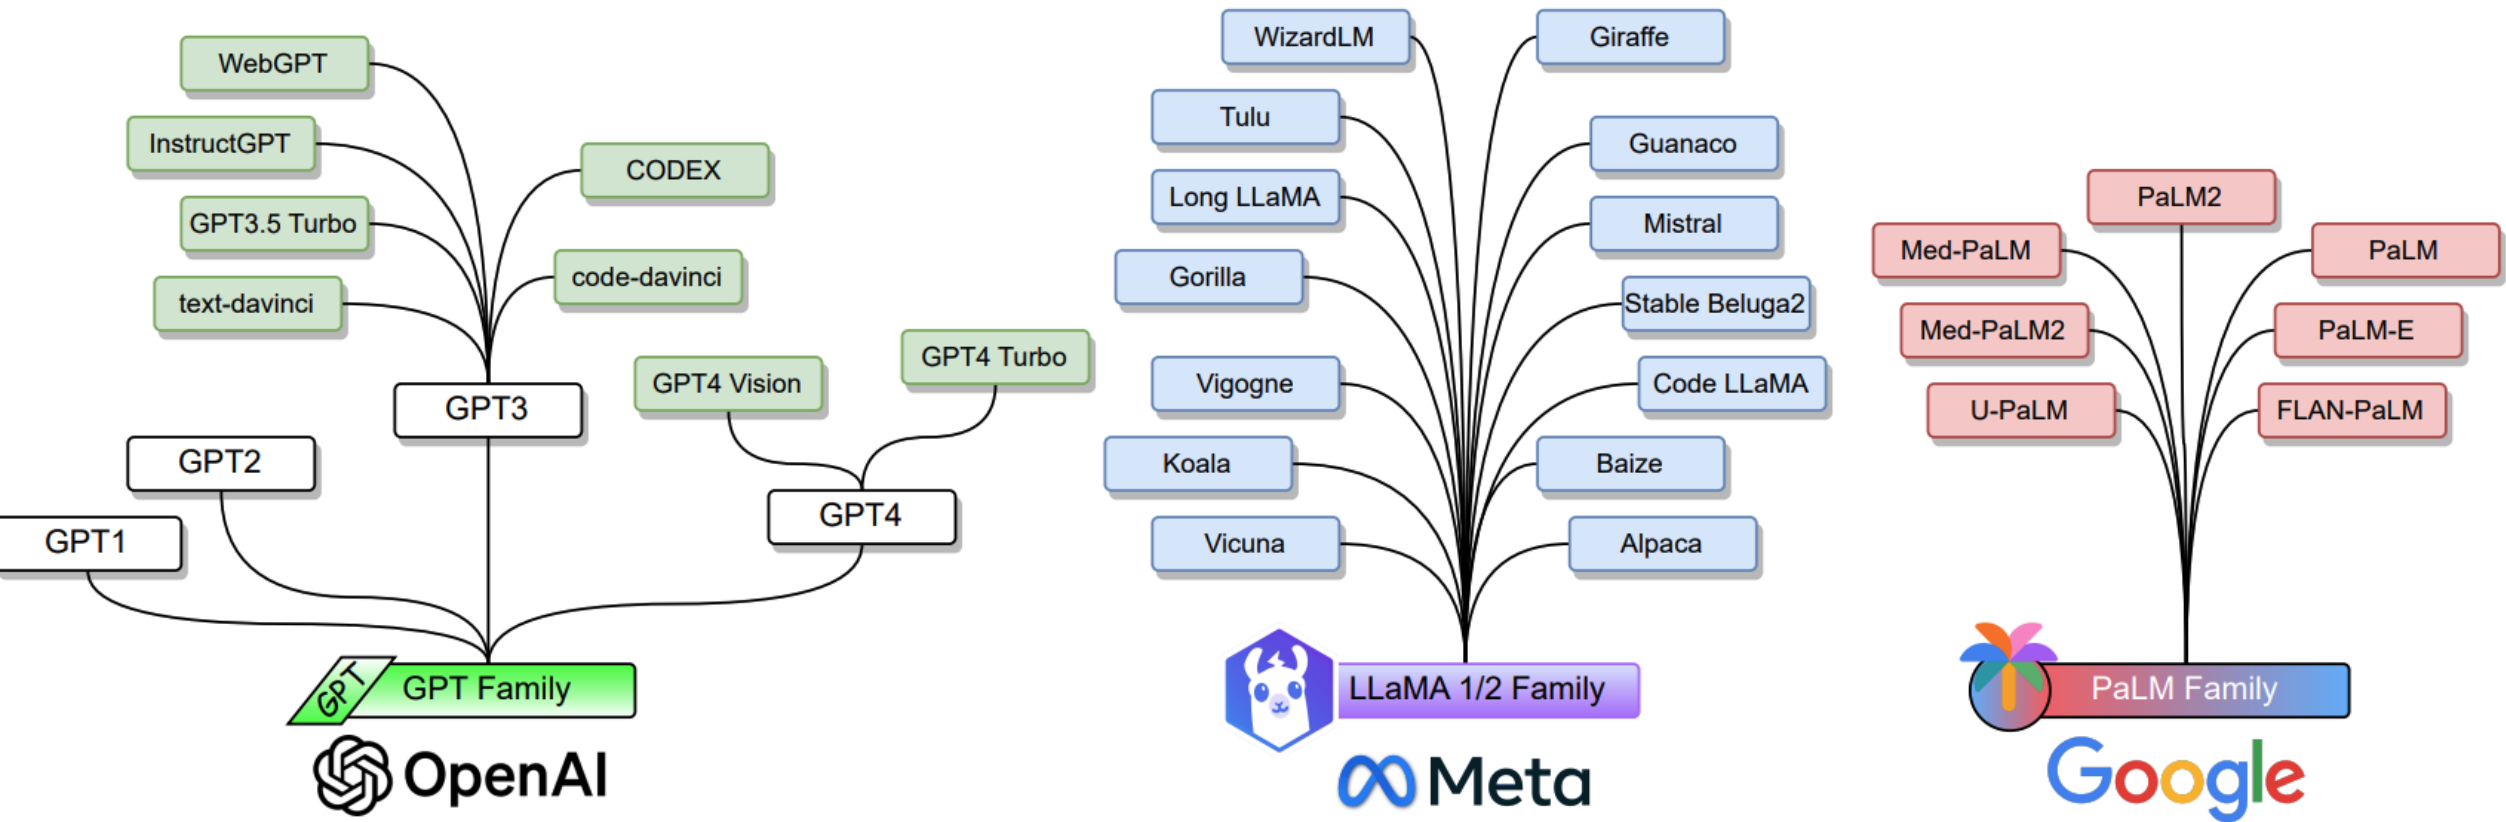 WebGPT
InstructGPT
CODEX
GPT3.5 Turbo
code-davinci
text-davinci
GPT4 Turbo
GPT4 Vision
GPT3
GPT2
GPT4
GPT1
GPT
GPT Family
OpenAI
WizardLM
Giraffe
Tulu
Guanaco
Long LLaMA
Mistral
Gorilla
Stable Beluga2
Vigogne
Code LLaMA
Koala
Baize
Vicuna
Alpaca
LLaMA 1/2 Family
Meta
PaLM2
Med-PaLM
PaLM
Med-PaLM2
PaLM-E
U-PaLM
FLAN-PaLM
PaLM Family
Google